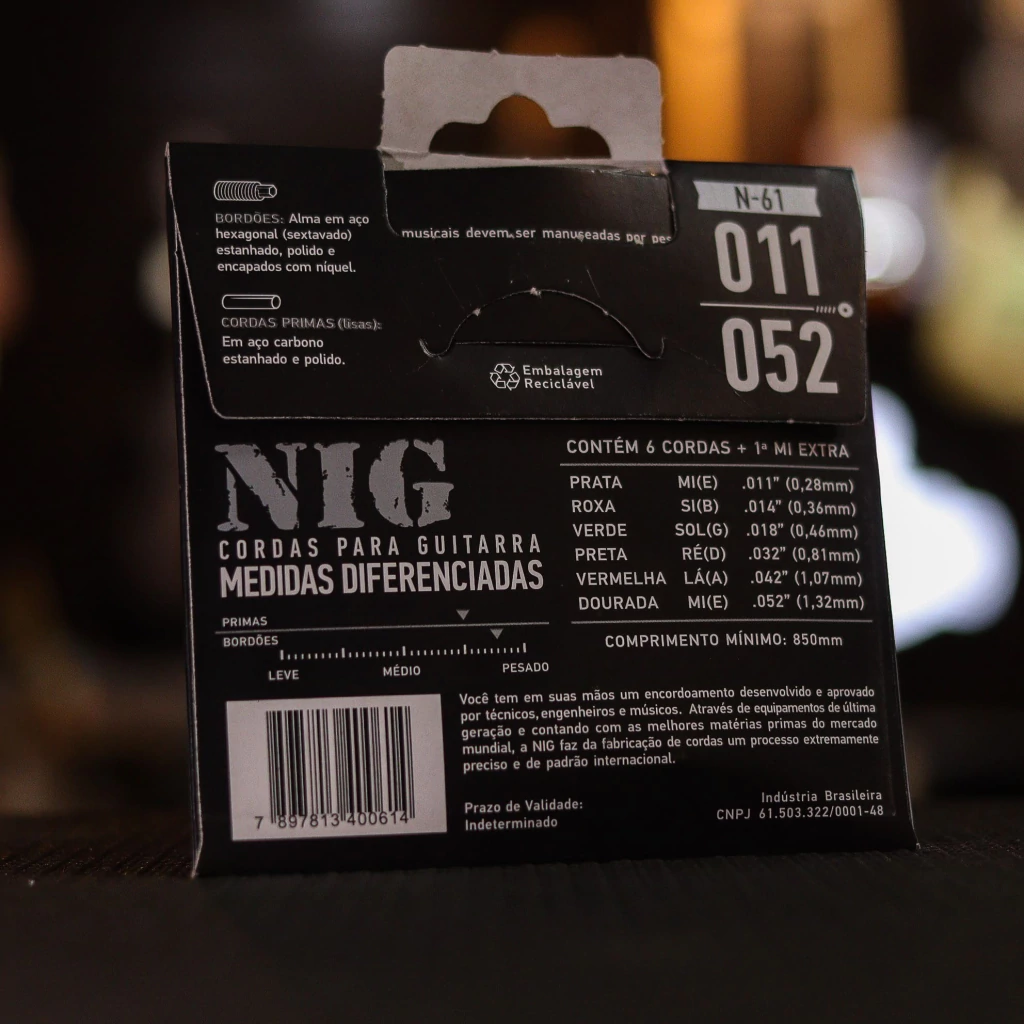 BORDÕES: Alma em aço
hexagonal (sextavado)
estanhado, polido e
encapados com níquel.
CORDAS PRIMAS (lisas):
Em aço carbono
estanhado e polido.
musicais devem ser manuseadas por pes
Embalagem
Reciclável
N-61
011
052
NIG
CORDAS PARA GUITARRA
MEDIDAS DIFERENCIADAS
PRIMAS
BORDÕES
LEVE MÉDIO PESADO
CONTÉM 6 CORDAS + 1ª MI EXTRA
PRATA MI(E) .011” (0,28mm)
ROXA SI(B) .014” (0,36mm)
VERDE SOL(G) .018” (0,46mm)
PRETA RÉ(D) .032” (0,81mm)
VERMELHA LÁ(A) .042” (1,07mm)
DOURADA MI(E) .052” (1,32mm)
COMPRIMENTO MÍNIMO: 850mm
Você tem em suas mãos um encordoamento desenvolvido e aprovado
por técnicos, engenheiros e músicos. Através de equipamentos de última
geração e contando com as melhores matérias primas do mercado
mundial, a NIG faz da fabricação de cordas um processo extremamente
preciso e de padrão internacional.
7 897813 400614
Prazo de Validade:
Indeterminado
Indústria Brasileira
CNPJ 61.503.322/0001-48